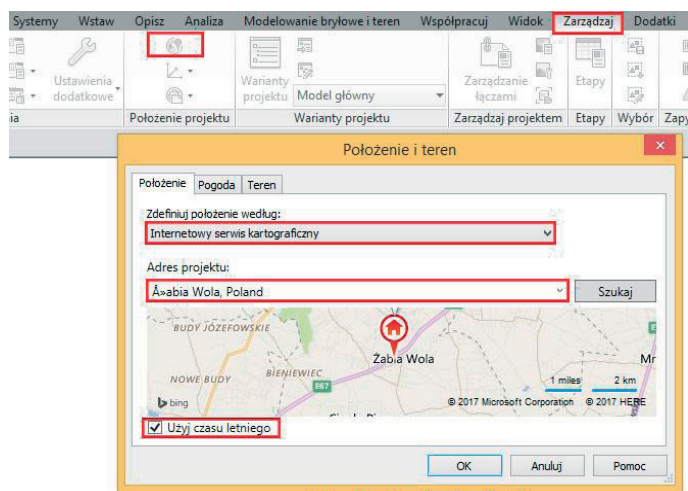 Systemy Wstaw Opisz Analiza Modelowanie bryłowe i teren Współpracuj Widok Zarządzaj Dodatki
Ustawienia dodatkowe
Warianty projektu
Model główny
Zarządzanie łączami
Etapy
ia Położenie projektu Warianty projektu Zarządzaj projektem Etapy Wybór Zapy
Położenie i teren
Położenie Pogoda Teren
Zdefiniuj położenie według:
Internetowy serwis kartograficzny
Adres projektu:
Å»abia Wola, Poland
Szukaj
BUDY JÓZEFOWSKIE
Żabia Wola
Mr
BIENIEWIEC
NOWE BUDY
E67
1 miles 2 km
bing
© 2017 Microsoft Corporation © 2017 HERE
Użyj czasu letniego
OK Anuluj Pomoc